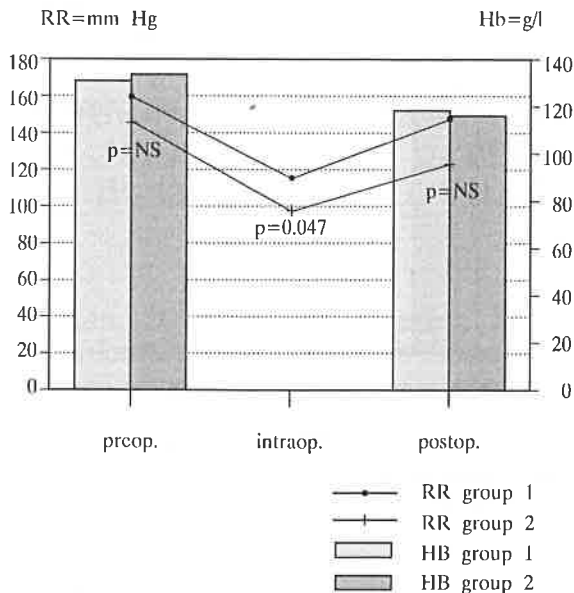 RR=mm Hg Hb=g/l
180 140
160 120
140 100
120 80
100 60
80 40
60 20
40 0
20
0
p=NS
p=0.047
p=NS
preop. intraop. postop.
RR group 1
RR group 2
HB group 1
HB group 2